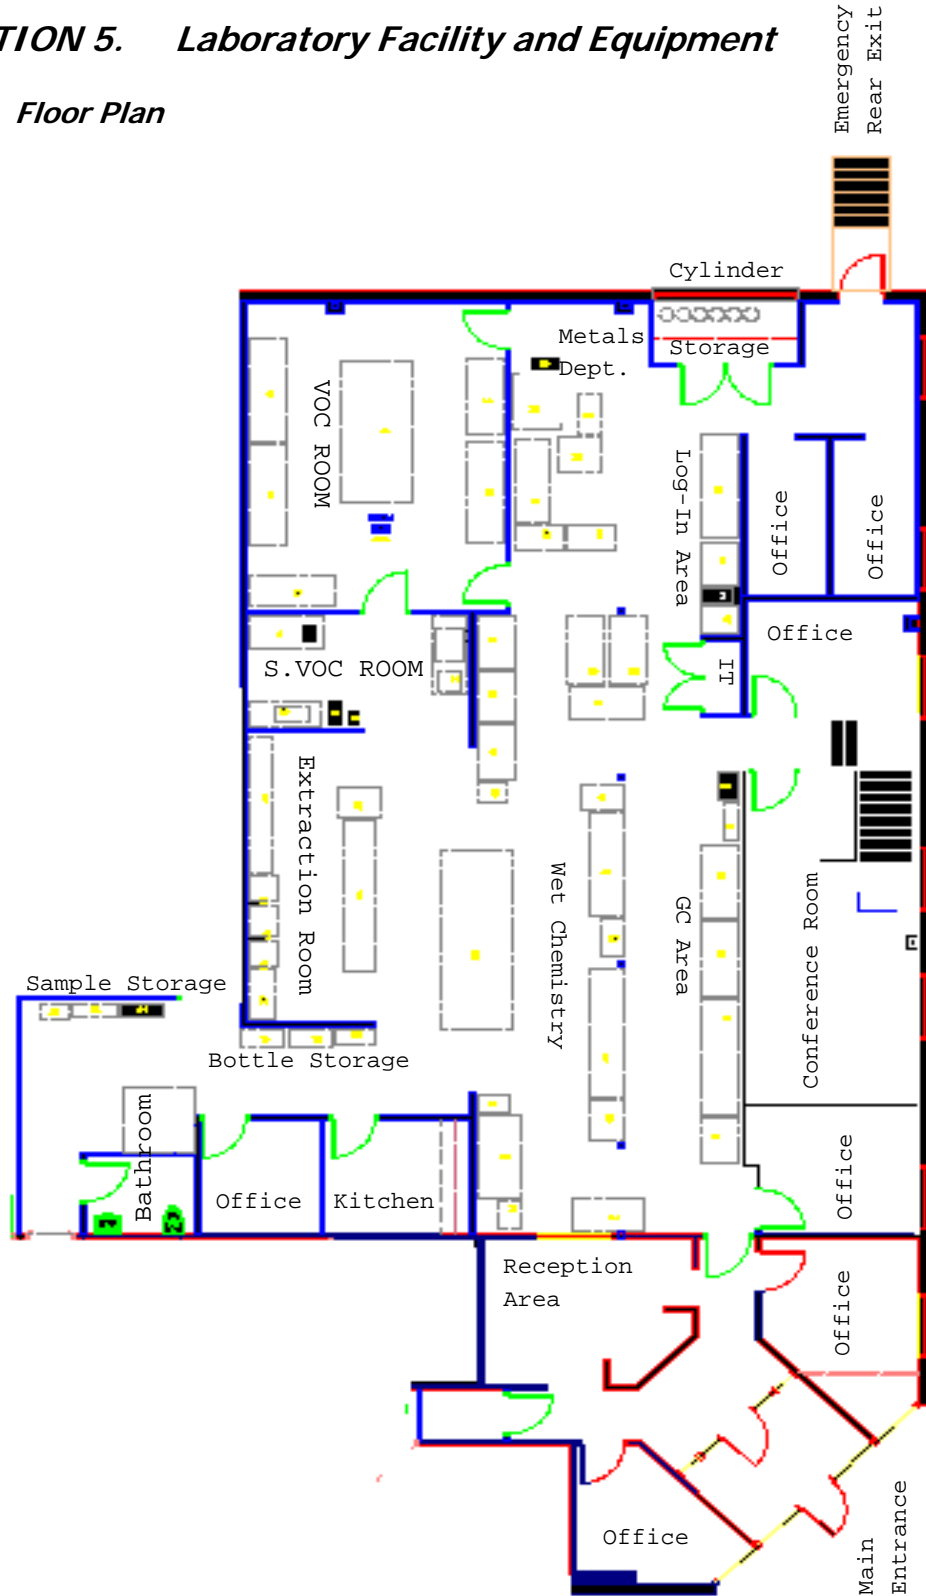 TION 5. Laboratory Facility and Equipment
Floor Plan
Emergency
Rear Exit
Cylinder
Storage
Metals
Dept.
VOC ROOM
Log-In Area
Office
Office
Office
S.VOC ROOM
IT
Extraction Room
Wet Chemistry
GC Area
Conference Room
Sample Storage
Bottle Storage
Bathroom
Office
Kitchen
Office
Reception
Area
Office
Office
Main
Entrance